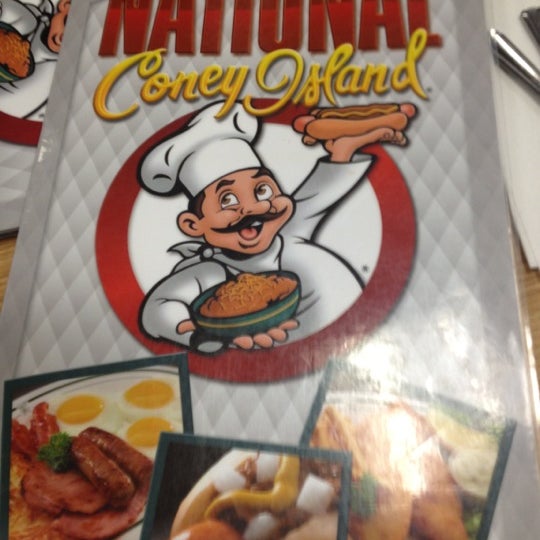 NATIONAL
Coney Island
®